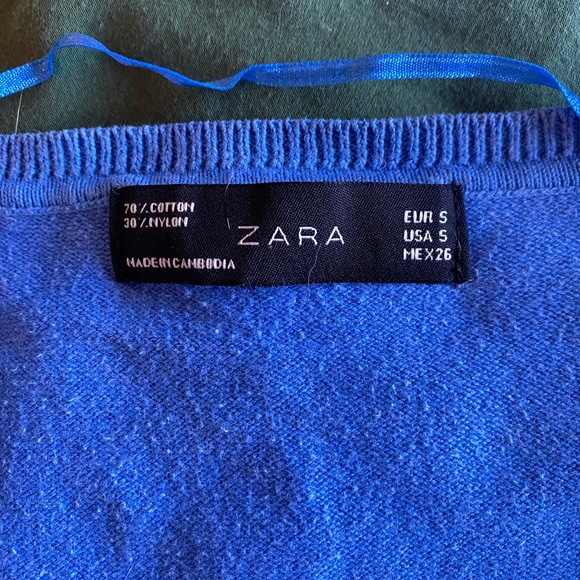 70% COTTON
30% NYLON
MADE IN CAMBODIA
ZARA
EUR S
USA S
MEX 26